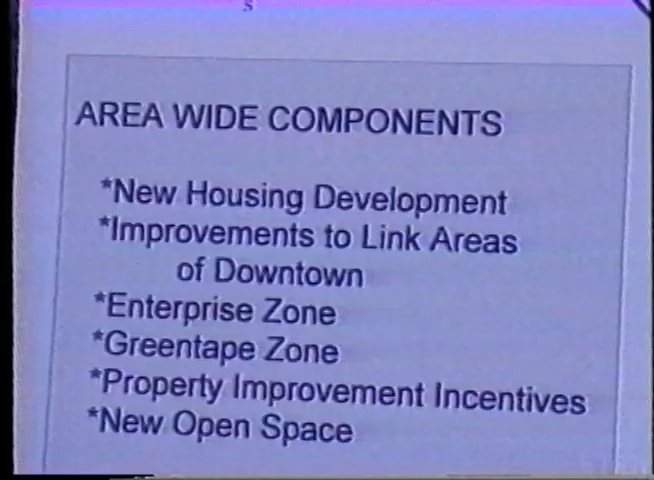 s
AREA WIDE COMPONENTS
*New Housing Development
*Improvements to Link Areas
of Downtown
*Enterprise Zone
*Greentape Zone
*Property Improvement Incentives
*New Open Space